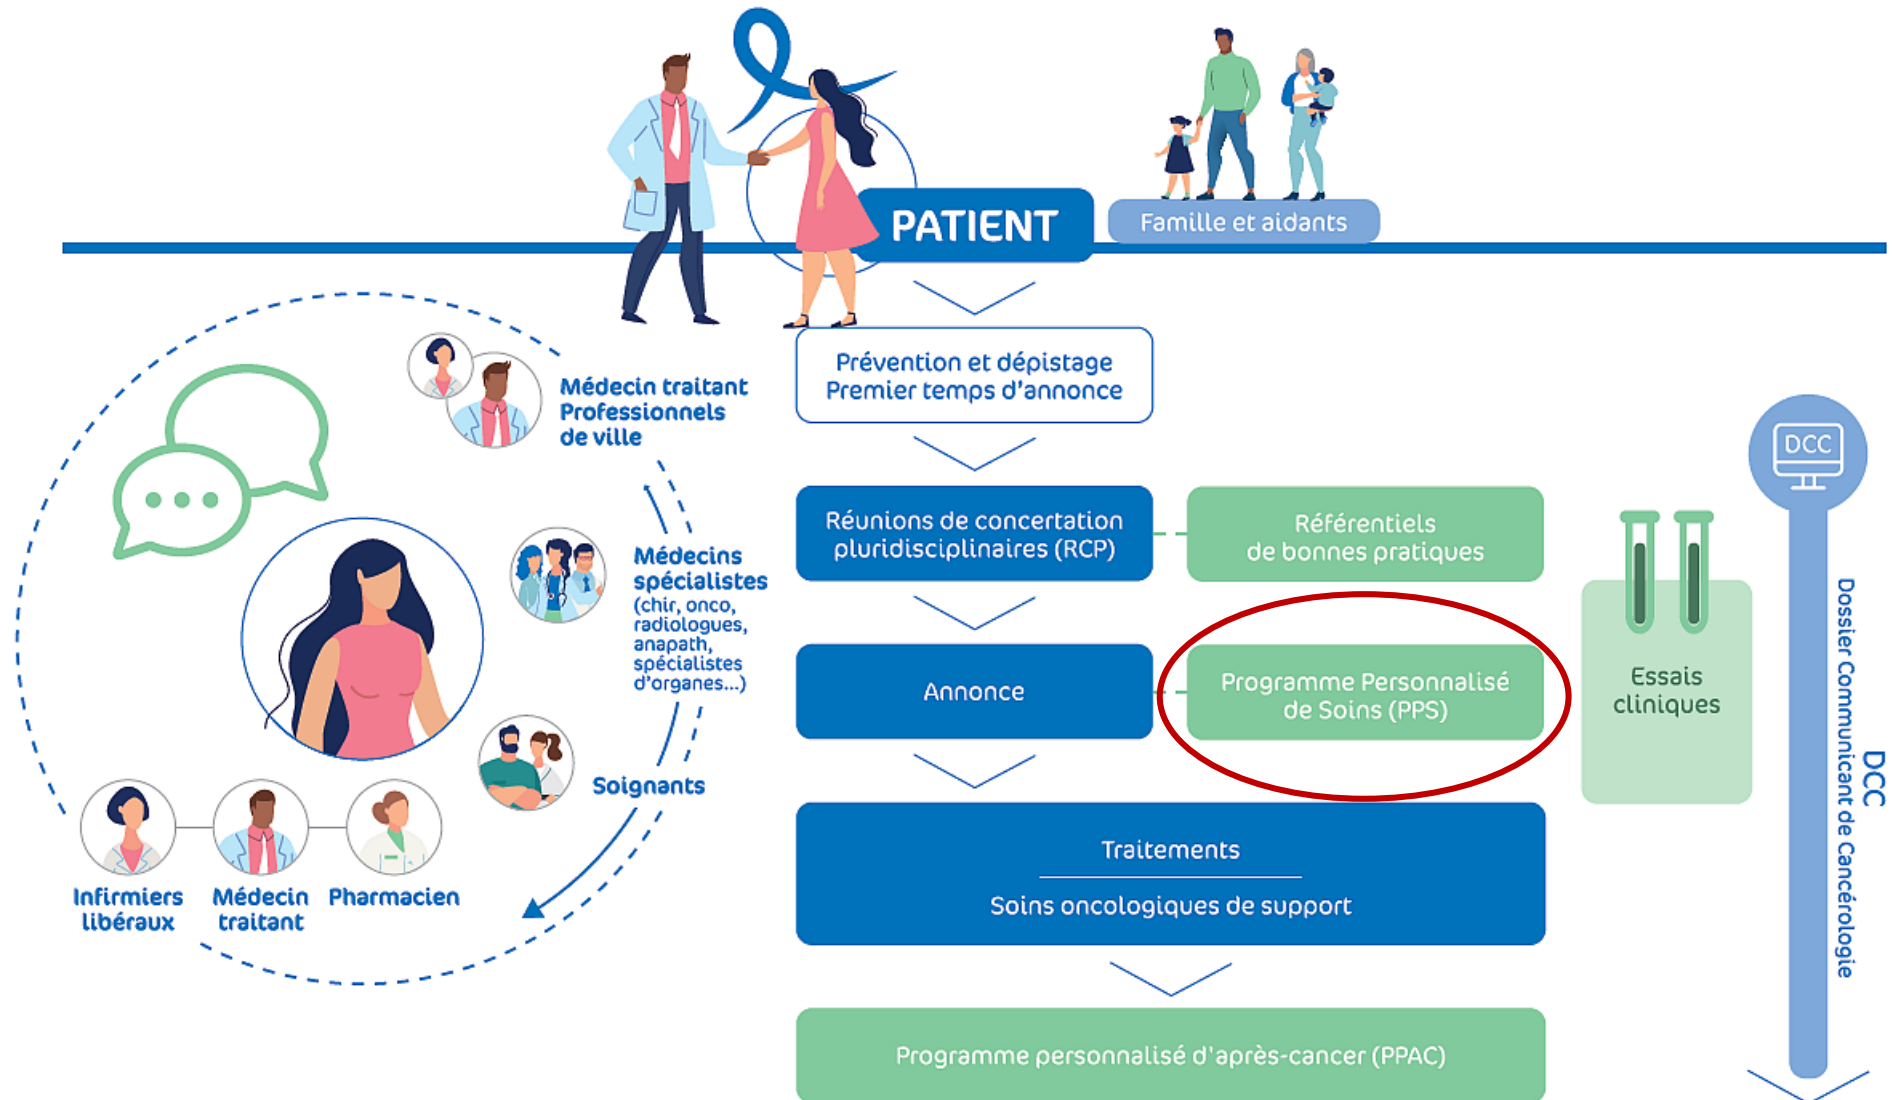 PATIENT
Famille et aidants
Prévention et dépistage
Premier temps d'annonce
Médecin traitant
Professionnels
de ville
DCC
Réunions de concertation
pluridisciplinaires (RCP)
Référentiels
de bonnes pratiques
Médecins
spécialistes
(chir, onco,
radiologues,
anapath,
spécialistes
d'organes...)
Annonce
Programme Personnalisé
de Soins (PPS)
Essais
cliniques
DCC
Dossier Communicant de Cancérologie
Soignants
Infirmiers
libéraux
Médecin
traitant
Pharmacien
Traitements
Soins oncologiques de support
Programme personnalisé d'après-cancer (PPAC)